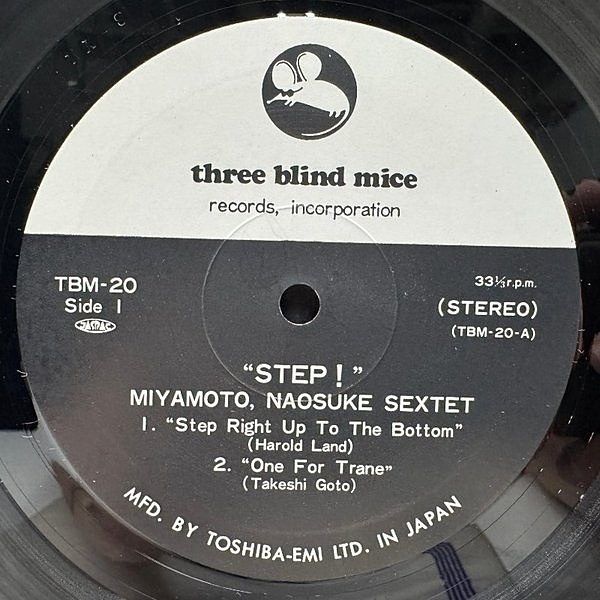 three blind mice
records, incorporation
TBM-20
Side 1
JASRAC
33⅓ r.p.m.
(STEREO)
(TBM-20-A)
"STEP!"
MIYAMOTO, NAOSUKE SEXTET
1. "Step Right Up To The Bottom"
(Harold Land)
2. "One For Trane"
(Takeshi Goto)
MFD. BY TOSHIBA-EMI LTD. IN JAPAN